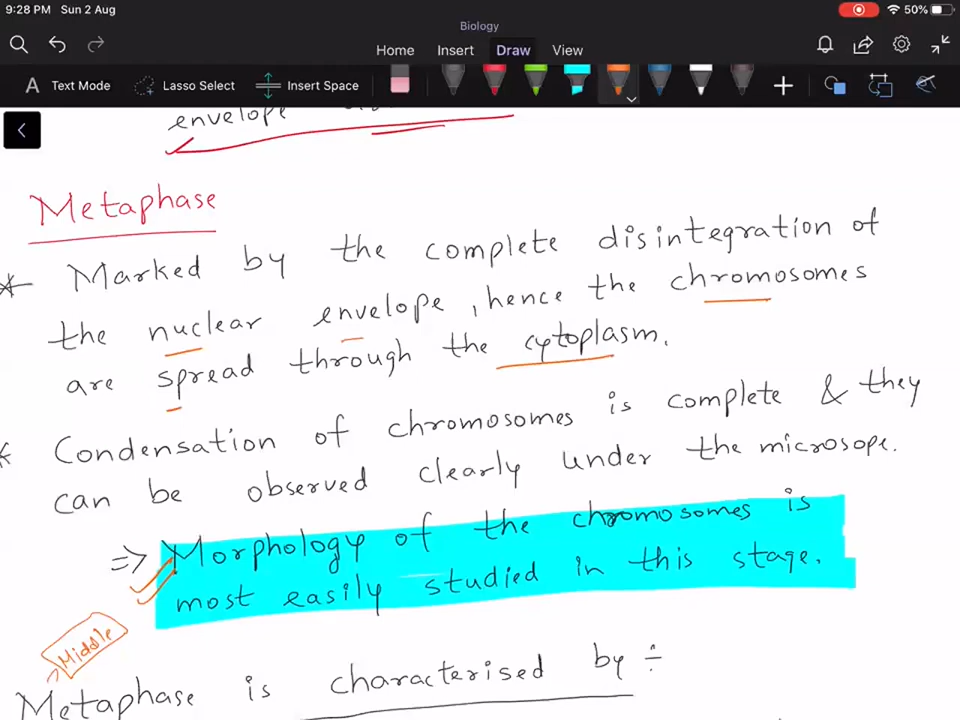 9:28 PM Sun 2 Aug 50%
Biology
Home Insert Draw View
Text Mode Lasso Select Insert Space
envelope
Metaphase
* Marked by the complete disintegration of
the nuclear envelope, hence the chromosomes
are spread through the cytoplasm.
* Condensation of chromosomes is complete & they
can be observed clearly under the microsope.
⇒ Morphology of the chromosomes is
most easily studied in this stage.
Middle
Metaphase is characterised by ÷